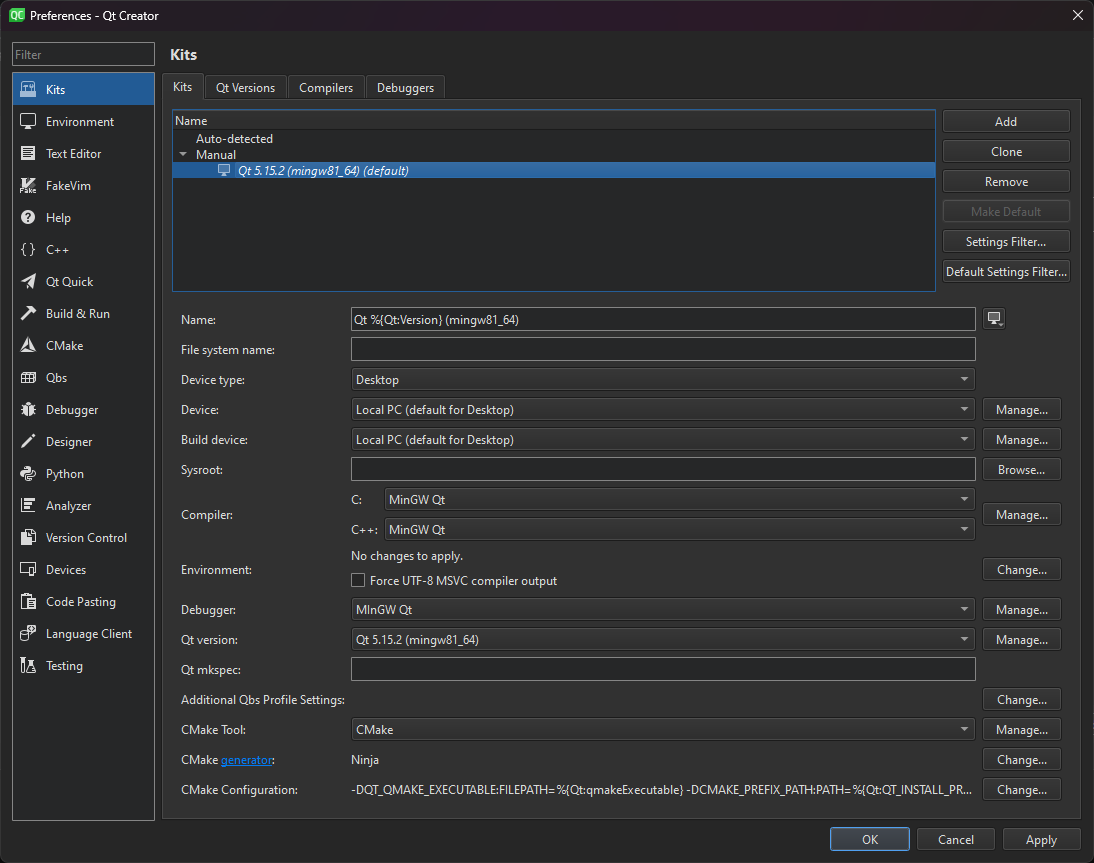 Preferences - Qt Creator
Filter
Kits
Environment
Text Editor
FakeVim
Help
C++
Qt Quick
Build & Run
CMake
Qbs
Debugger
Designer
Python
Analyzer
Version Control
Devices
Code Pasting
Language Client
Testing
Kits
Kits Qt Versions Compilers Debuggers
Name
Auto-detected
Manual
Qt 5.15.2 (mingw81_64) (default)
Add
Clone
Remove
Make Default
Settings Filter...
Default Settings Filter...
Name: Qt %{Qt:Version} (mingw81_64)
File system name:
Device type: Desktop
Device: Local PC (default for Desktop) Manage...
Build device: Local PC (default for Desktop) Manage...
Sysroot: Browse...
Compiler: C: MinGW Qt
C++: MinGW Qt Manage...
Environment: No changes to apply.
Force UTF-8 MSVC compiler output Change...
Debugger: MInGW Qt Manage...
Qt version: Qt 5.15.2 (mingw81_64) Manage...
Qt mkspec:
Additional Qbs Profile Settings: Change...
CMake Tool: CMake Manage...
CMake generator: Ninja Change...
CMake Configuration: -DQT_QMAKE_EXECUTABLE:FILEPATH=%{Qt:qmakeExecutable} -DCMAKE_PREFIX_PATH:PATH=%{Qt:QT_INSTALL_PR... Change...
OK Cancel Apply